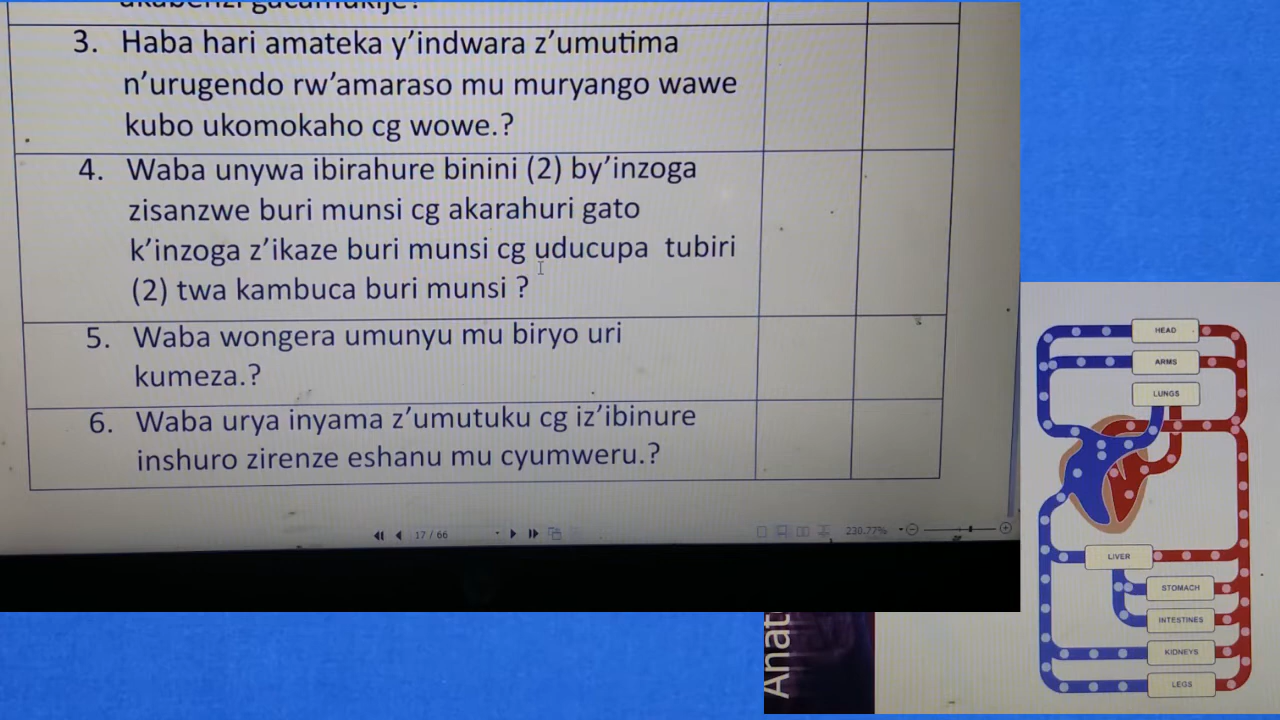 3. Haba hari amateka y’indwara z’umutima
n’urugendo rw’amaraso mu muryango wawe
kubo ukomokaho cg wowe.?
4. Waba unywa ibirahure binini (2) by’inzoga
zisanzwe buri munsi cg akarahuri gato
k’inzoga z’ikaze buri munsi cg uducupa tubiri
(2) twa kambuca buri munsi ?
5. Waba wongera umunyu mu biryo uri
kumeza.?
6. Waba urya inyama z’umutuku cg iz’ibinure
inshuro zirenze eshanu mu cyumweru.?
17 / 66
230.77%
HEAD
ARMS
LUNGS
LIVER
STOMACH
INTESTINES
KIDNEYS
LEGS